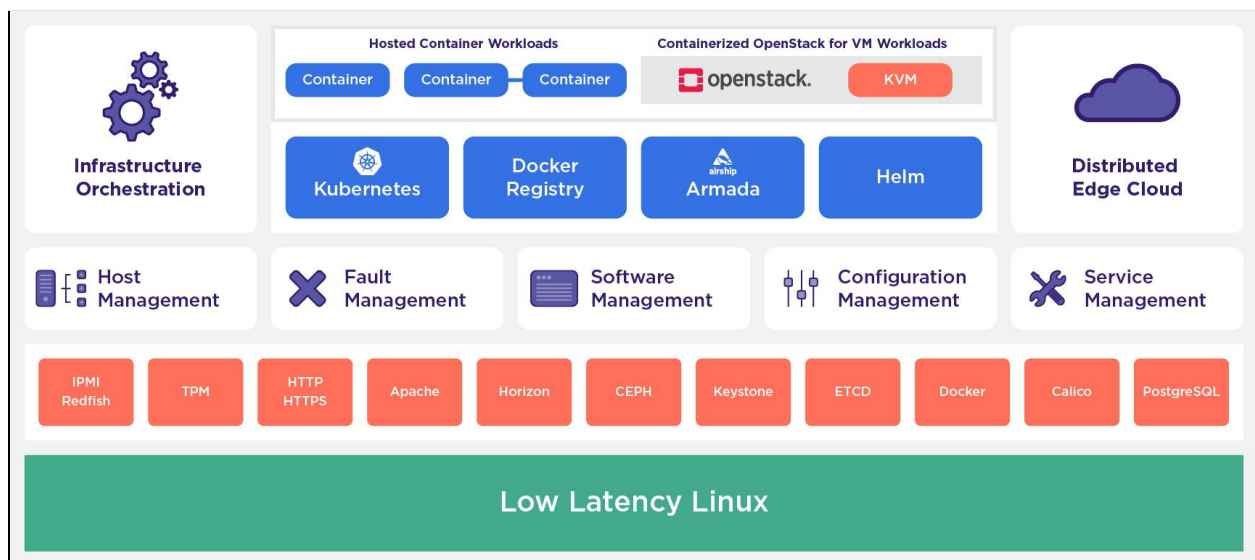 Hosted Container Workloads
Containerized OpenStack for VM Workloads
Container
Container
Container
openstack.
KVM
Infrastructure
Orchestration
Kubernetes
Docker
Registry
airship
Armada
Helm
Distributed
Edge Cloud
Host
Management
Fault
Management
Software
Management
Configuration
Management
Service
Management
IPMI
Redfish
TPM
HTTP
HTTPS
Apache
Horizon
CEPH
Keystone
ETCD
Docker
Calico
PostgreSQL
Low Latency Linux